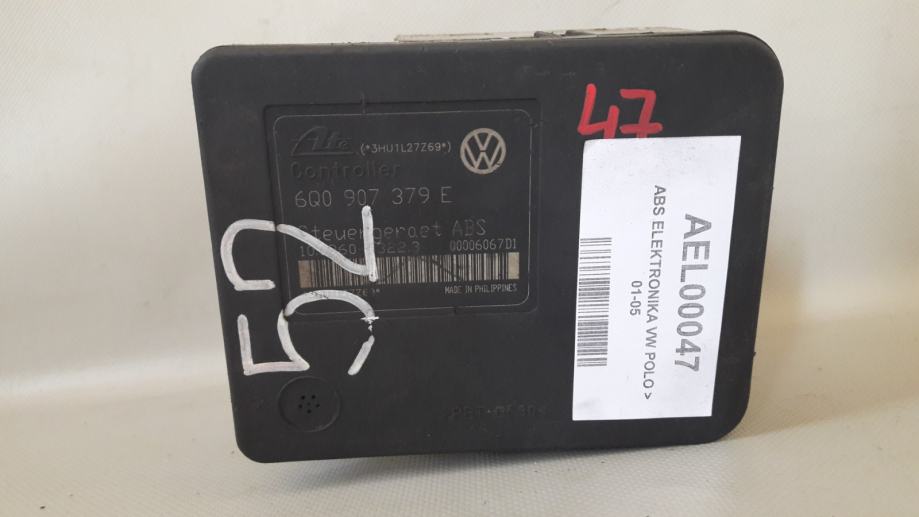 47
Ate (*3HU1L27Z69*)
Controller
6Q0 907 379 E
Steuergeraet ABS
00006067D1
MADE IN PHILIPPINES
52
AEL00047
ABS ELEKTRONIKA VW POLO >
01-05